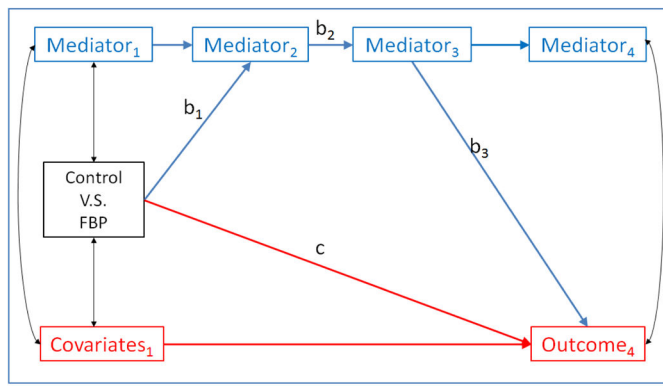 Mediator₁
Mediator₂
b₂
Mediator₃
Mediator₄
b₁
b₃
Control
V.S.
FBP
c
Covariates₁
Outcome₄